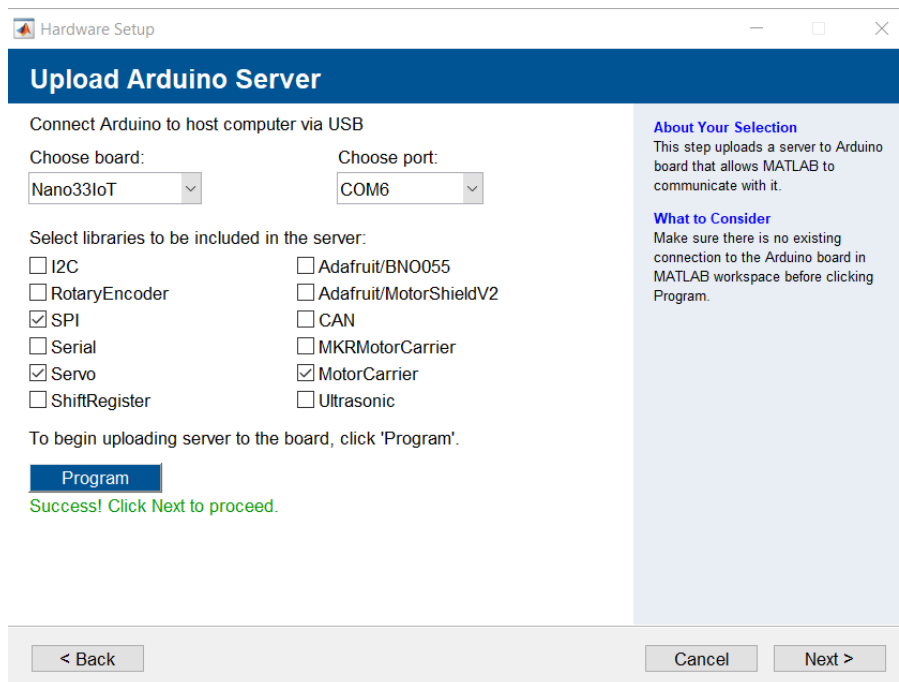 Hardware Setup
Upload Arduino Server
Connect Arduino to host computer via USB
Choose board:
Choose port:
Nano33IoT
COM6
Select libraries to be included in the server:
I2C
Adafruit/BNO055
RotaryEncoder
Adafruit/MotorShieldV2
SPI
CAN
Serial
MKRMotorCarrier
Servo
MotorCarrier
ShiftRegister
Ultrasonic
To begin uploading server to the board, click 'Program'.
Program
Success! Click Next to proceed.
About Your Selection
This step uploads a server to Arduino
board that allows MATLAB to
communicate with it.
What to Consider
Make sure there is no existing
connection to the Arduino board in
MATLAB workspace before clicking
Program.
< Back
Cancel
Next >